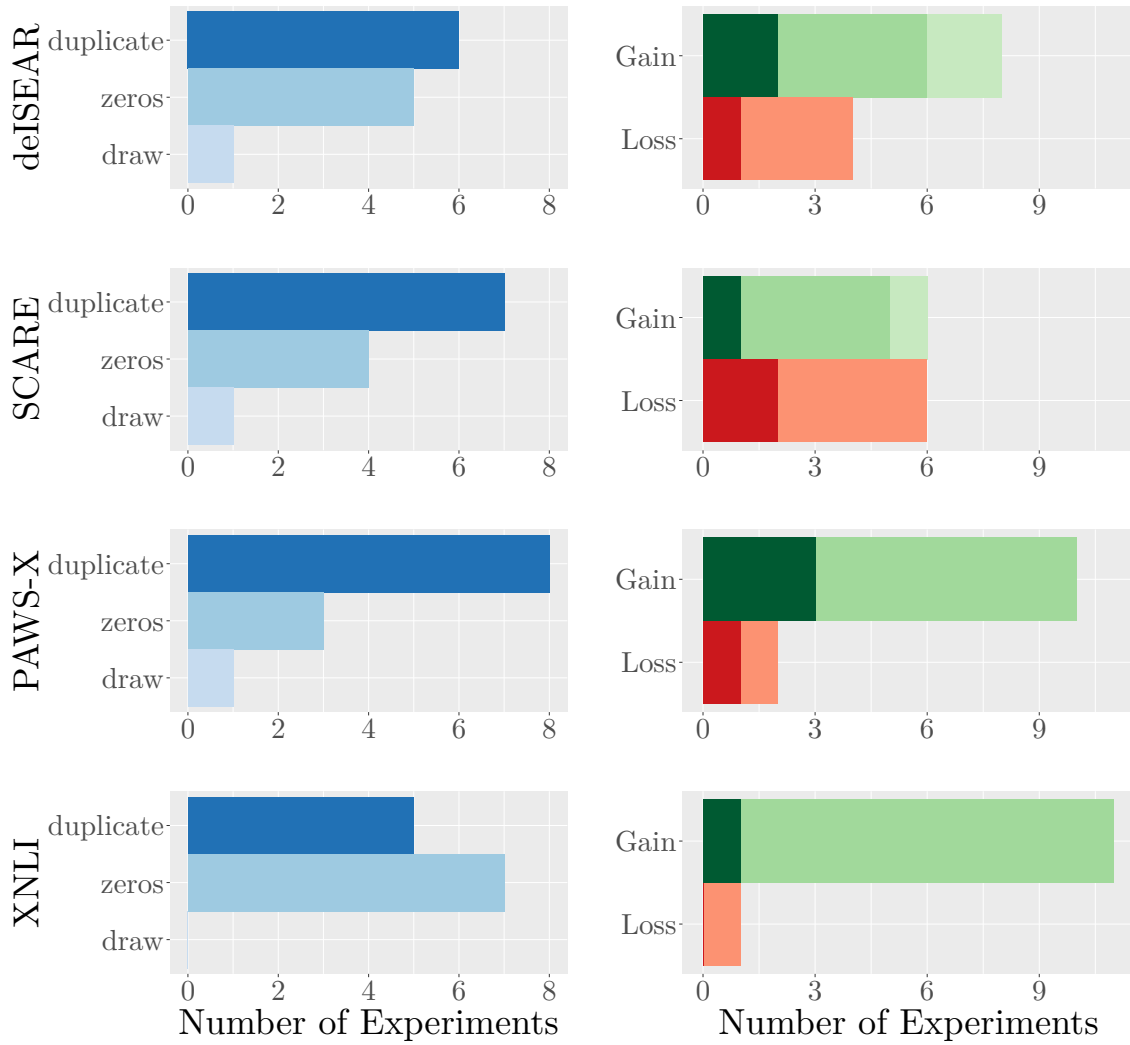 deISEAR
duplicate
zeros
draw
0 2 4 6 8
Gain
Loss
0 3 6 9
SCARE
duplicate
zeros
draw
0 2 4 6 8
Gain
Loss
0 3 6 9
PAWS-X
duplicate
zeros
draw
0 2 4 6 8
Gain
Loss
0 3 6 9
XNLI
duplicate
zeros
draw
0 2 4 6 8
Number of Experiments
Gain
Loss
0 3 6 9
Number of Experiments